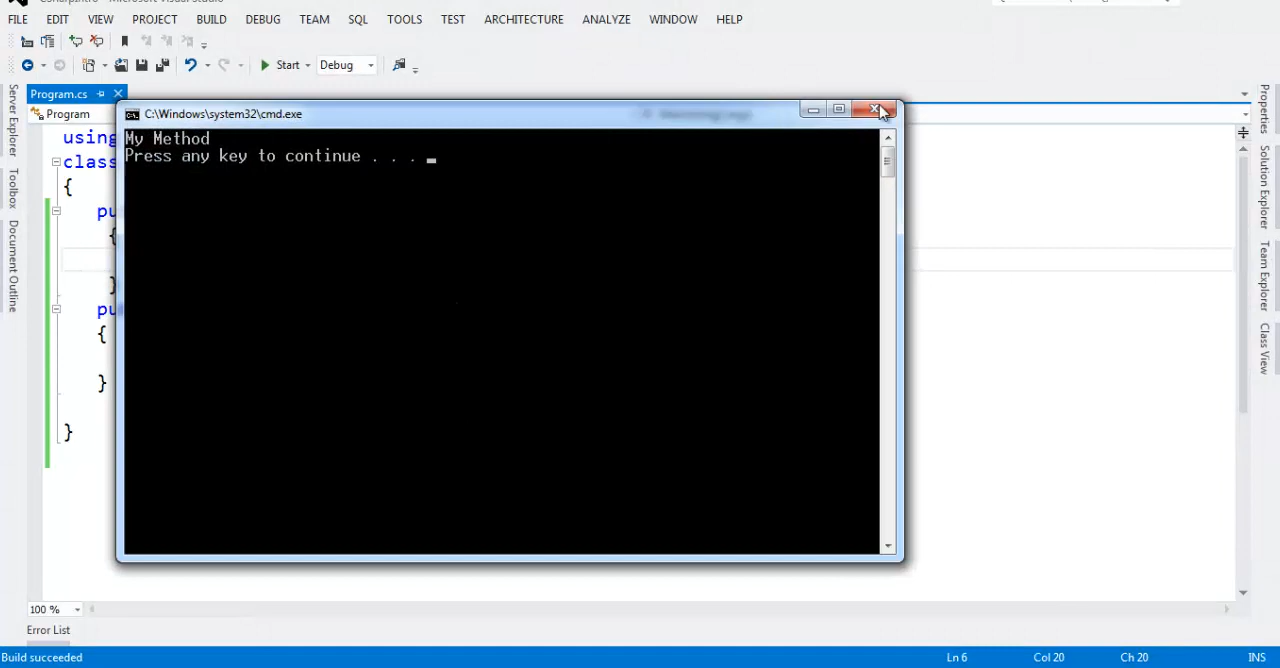 FILE EDIT VIEW PROJECT BUILD DEBUG TEAM SQL TOOLS TEST ARCHITECTURE ANALYZE WINDOW HELP
Start Debug
Program.cs
Program
C:\Windows\system32\cmd.exe
My Method
Press any key to continue . . . _
using
class
{
pu
{
}
pu
{
}
}
Server Explorer
Toolbox
Document Outline
Properties
Solution Explorer
Team Explorer
Class View
100 %
Error List
Build succeeded Ln 6 Col 20 Ch 20 INS